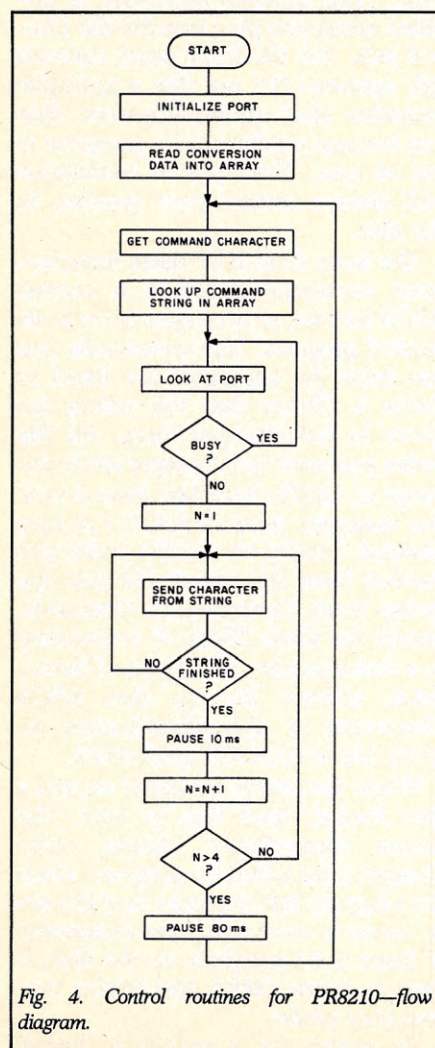 START
INITIALIZE PORT
READ CONVERSION
DATA INTO ARRAY
GET COMMAND CHARACTER
LOOK UP COMMAND
STRING IN ARRAY
LOOK AT PORT
BUSY
?
YES
NO
N=1
SEND CHARACTER
FROM STRING
NO
STRING
FINISHED
?
YES
PAUSE 10 ms
N=N+1
N>4
?
NO
YES
PAUSE 80 ms
Fig. 4. Control routines for PR8210—flow
diagram.